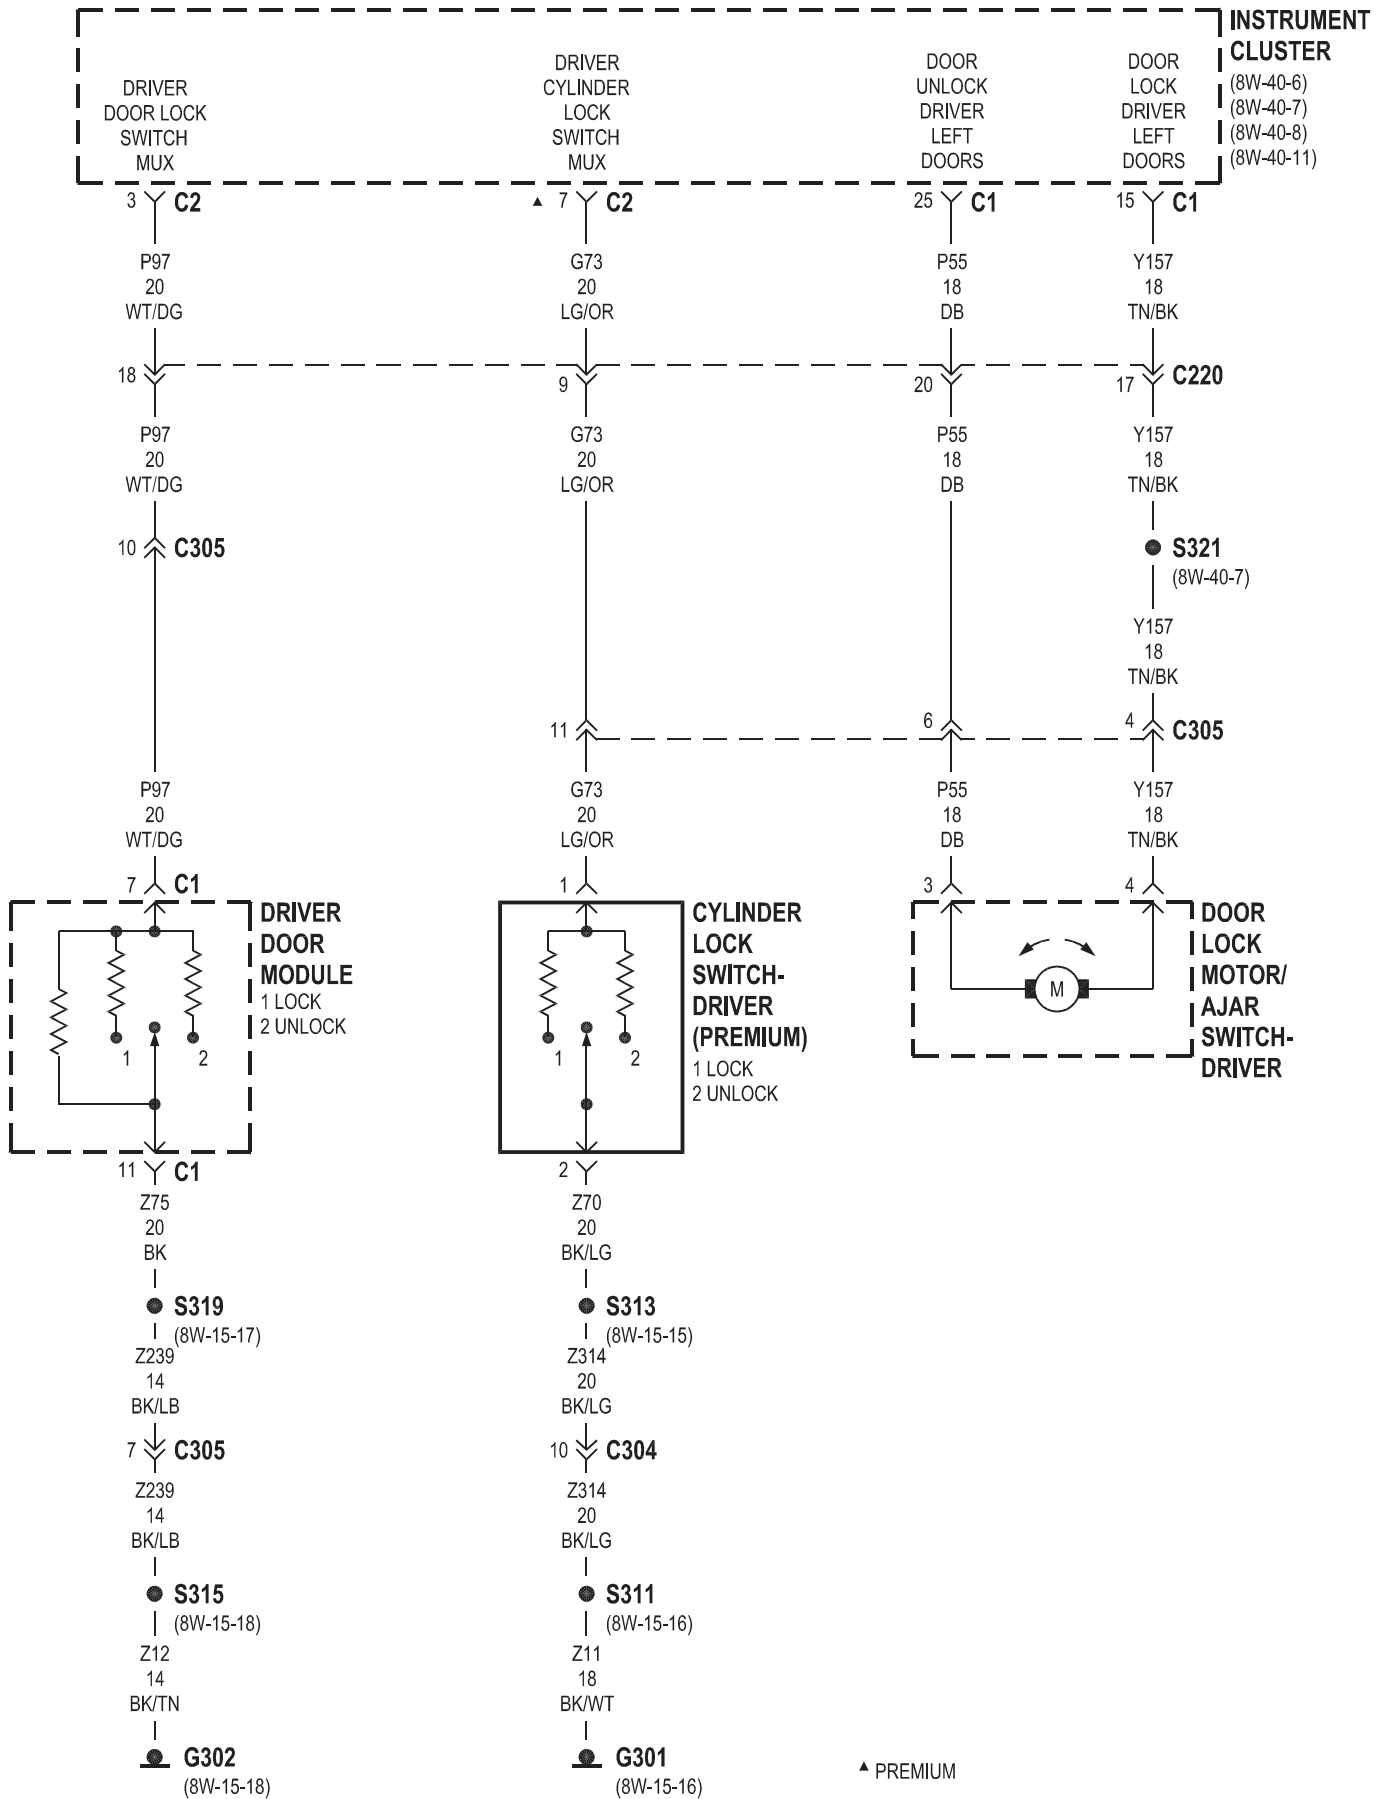 INSTRUMENT
CLUSTER
(8W-40-6)
(8W-40-7)
(8W-40-8)
(8W-40-11)
DRIVER
DOOR LOCK
SWITCH
MUX
DRIVER
CYLINDER
LOCK
SWITCH
MUX
DOOR
UNLOCK
DRIVER
LEFT
DOORS
DOOR
LOCK
DRIVER
LEFT
DOORS
3 C2
▲ 7 C2
25 C1
15 C1
P97
20
WT/DG
G73
20
LG/OR
P55
18
DB
Y157
18
TN/BK
18
9
20
17 C220
P97
20
WT/DG
G73
20
LG/OR
P55
18
DB
Y157
18
TN/BK
10 C305
S321
(8W-40-7)
Y157
18
TN/BK
11
6
4 C305
P97
20
WT/DG
G73
20
LG/OR
P55
18
DB
Y157
18
TN/BK
7 C1
1
3
4
DRIVER
DOOR
MODULE
1 LOCK
2 UNLOCK
1
2
CYLINDER
LOCK
SWITCH-
DRIVER
(PREMIUM)
1 LOCK
2 UNLOCK
1
2
DOOR
LOCK
MOTOR/
AJAR
SWITCH-
DRIVER
M
11 C1
2
Z75
20
BK
Z70
20
BK/LG
S319
(8W-15-17)
S313
(8W-15-15)
Z239
14
BK/LB
Z314
20
BK/LG
7 C305
10 C304
Z239
14
BK/LB
Z314
20
BK/LG
S315
(8W-15-18)
S311
(8W-15-16)
Z12
14
BK/TN
Z11
18
BK/WT
G302
(8W-15-18)
G301
(8W-15-16)
▲ PREMIUM